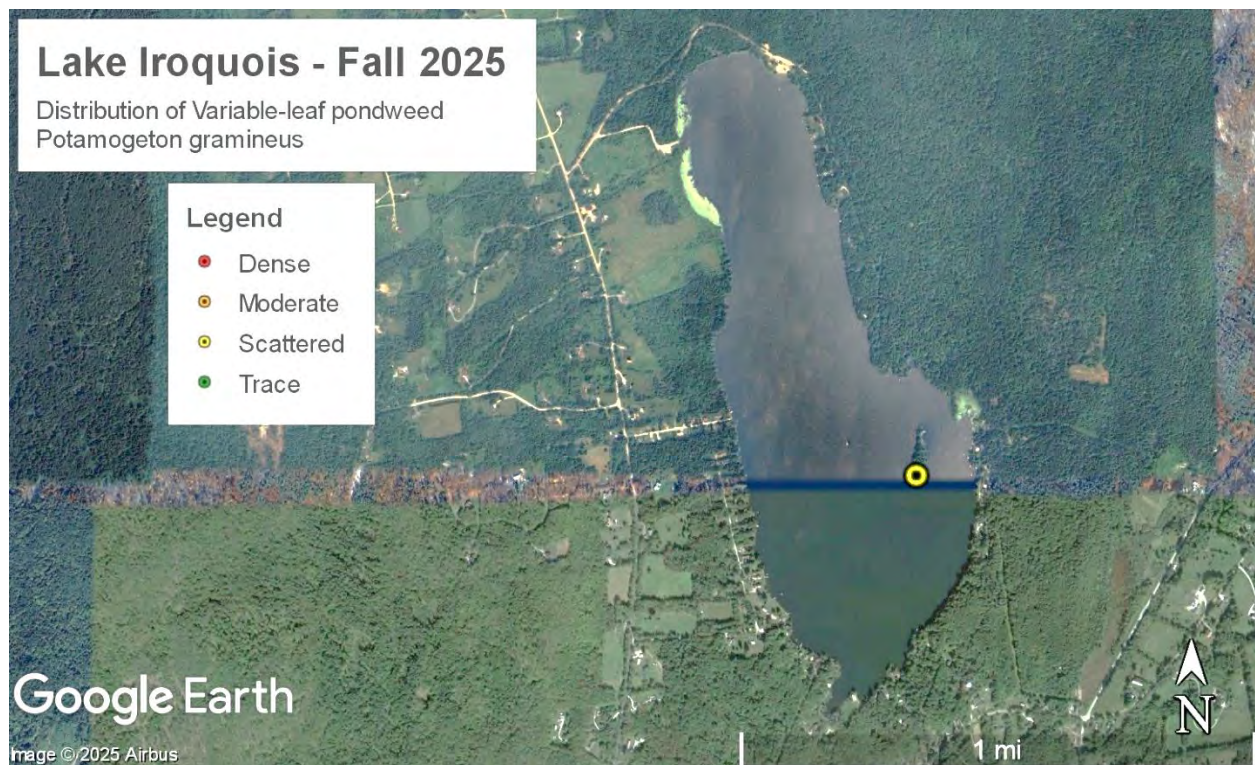 Lake Iroquois - Fall 2025
Distribution of Variable-leaf pondweed
Potamogeton gramineus
Legend
Dense
Moderate
Scattered
Trace
Google Earth
Image © 2025 Airbus
1 mi
N